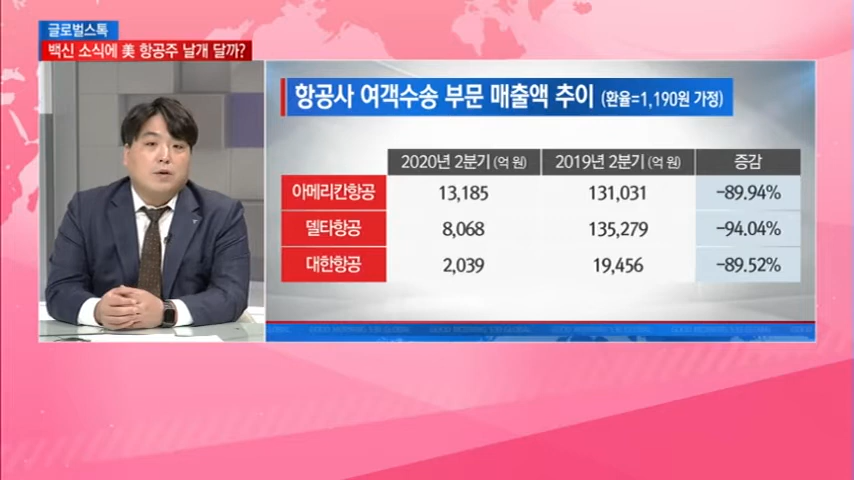 글로벌스톡
백신 소식에 美 항공주 날개 달까?
항공사 여객수송 부문 매출액 추이 (환율=1,190원 가정)
2020년 2분기 (억 원) 2019년 2분기 (억 원) 증감
아메리칸항공 13,185 131,031 -89.94%
델타항공 8,068 135,279 -94.04%
대한항공 2,039 19,456 -89.52%